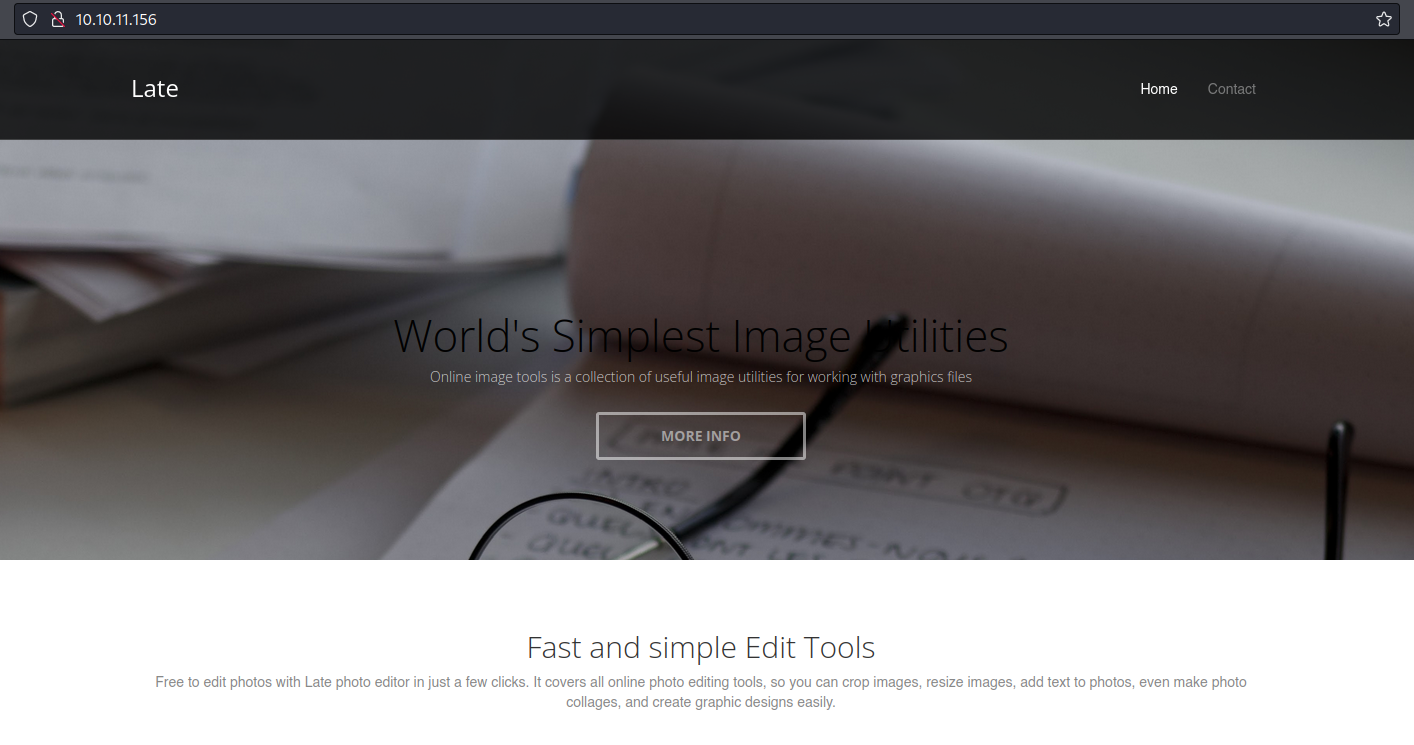 10.10.11.156
Late
Home Contact
World's Simplest Image Utilities
Online image tools is a collection of useful image utilities for working with graphics files
MORE INFO
POINT
INTRO
Fast and simple Edit Tools
Free to edit photos with Late photo editor in just a few clicks. It covers all online photo editing tools, so you can crop images, resize images, add text to photos, even make photo
collages, and create graphic designs easily.